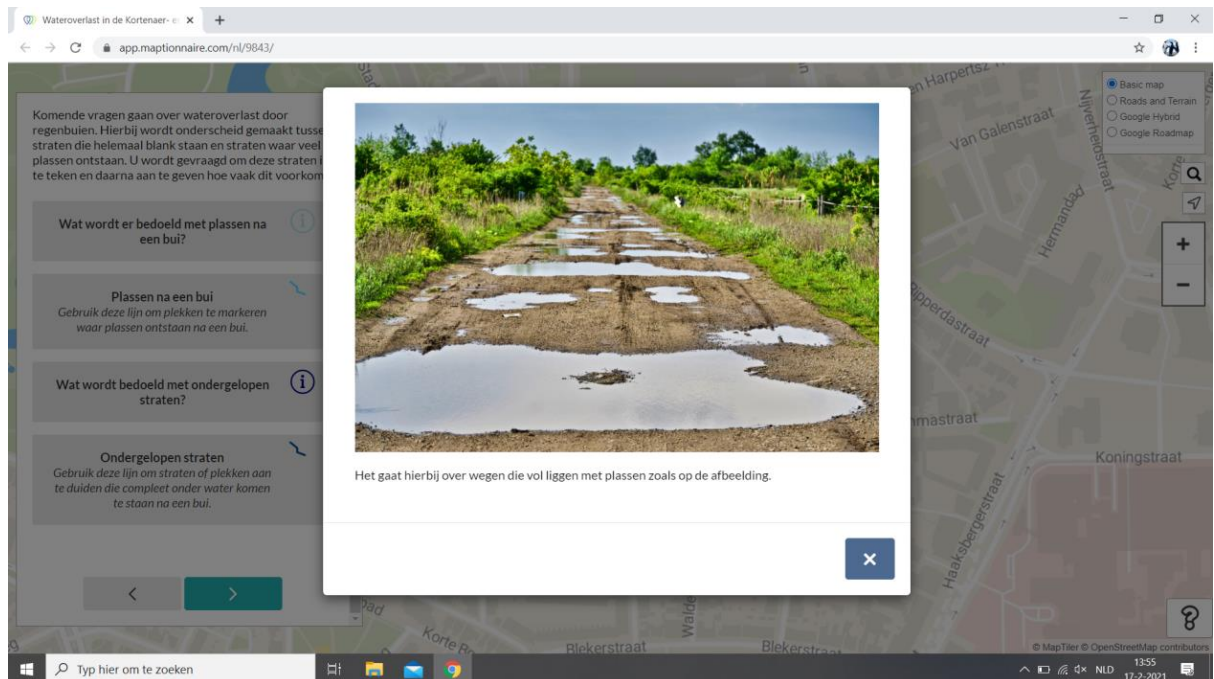 Wateroverlast in de Kortenaer- e
app.maptionnaire.com/nl/9843/
Komende vragen gaan over wateroverlast door
regenbuien. Hierbij wordt onderscheid gemaakt tusse
straten die helemaal blank staan en straten waar veel
plassen ontstaan. U wordt gevraagd om deze straten i
te teken en daarna aan te geven hoe vaak dit voorkom
Wat wordt er bedoeld met plassen na
een bui?
Plassen na een bui
Gebruik deze lijn om plekken te markeren
waar plassen ontstaan na een bui.
Wat wordt bedoeld met ondergelopen
straten?
Ondergelopen straten
Gebruik deze lijn om straten of plekken aan
te duiden die compleet onder water komen
te staan na een bui.
Het gaat hierbij over wegen die vol liggen met plassen zoals op de afbeelding.
Basic map
Roads and Terrain
Google Hybrid
Google Roadmap
en Harpertsz
Van Galenstraat
Nijverheidstraat
Korte
Hermandad
Ripperdastraat
mastraat
Koningstraat
Haaksbergerstraat
pad
Korte B
Blekerstraat
Walde
Blekerstraat
© MapTiler © OpenStreetMap contributors
Typ hier om te zoeken
NLD
13:55
17-2-2021